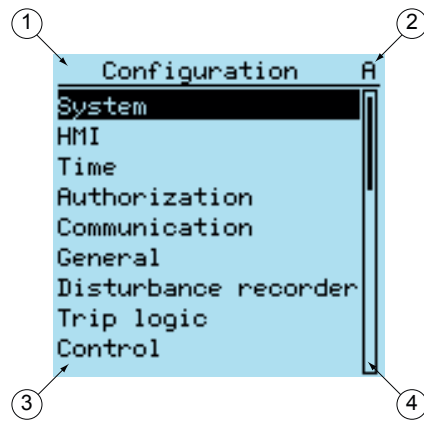 1 2
Configuration A
System
HMI
Time
Authorization
Communication
General
Disturbance recorder
Trip logic
Control
3 4